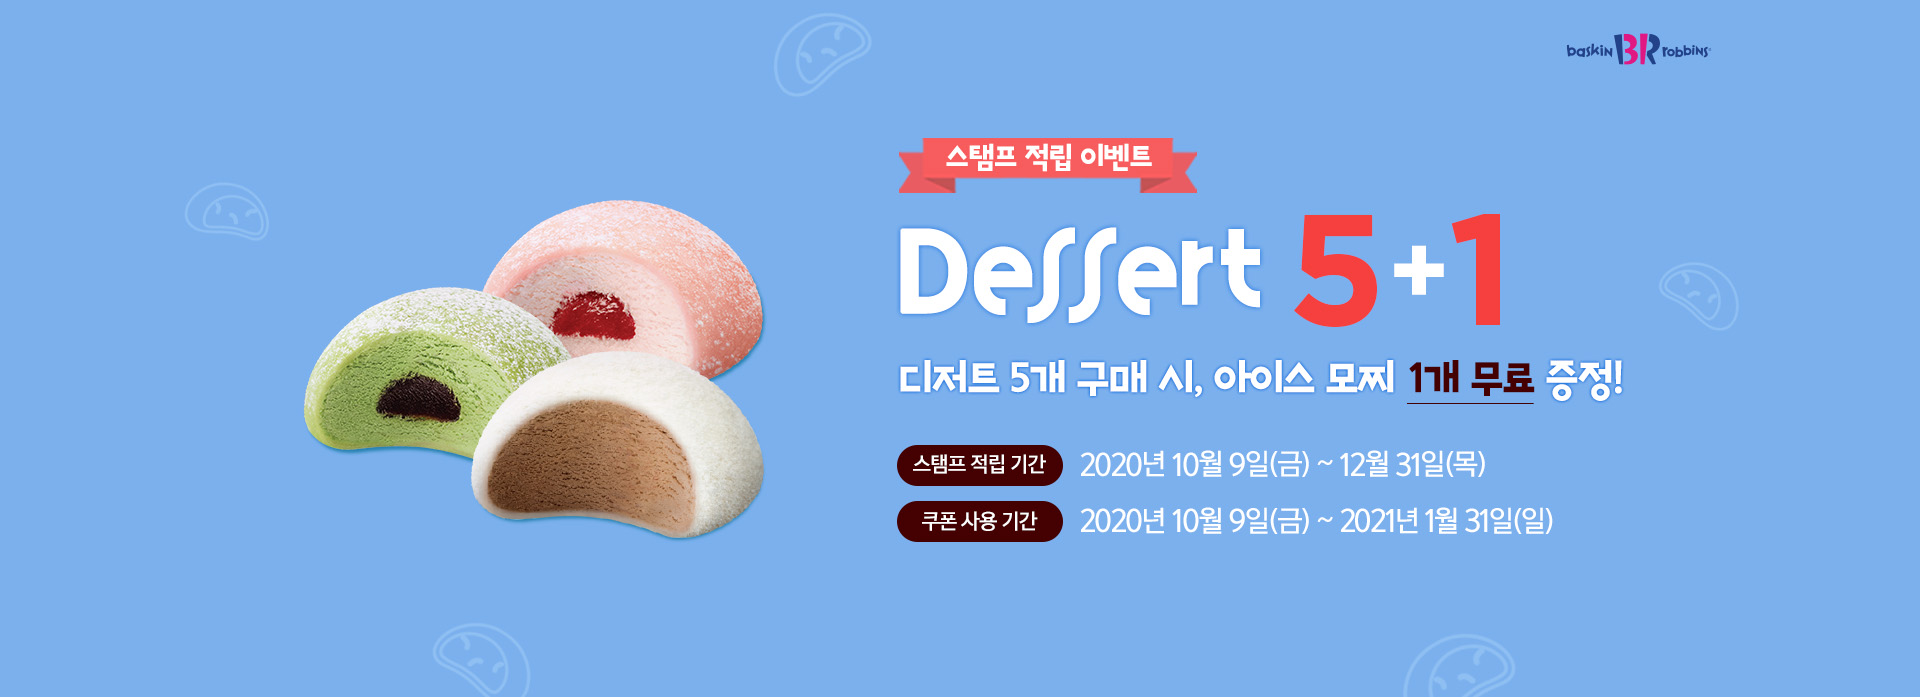 baskin BR robbins
스탬프 적립 이벤트
Dessert 5+1
디저트 5개 구매 시, 아이스 모찌 1개 무료 증정!
스탬프 적립 기간 2020년 10월 9일(금) ~ 12월 31일(목)
쿠폰 사용 기간 2020년 10월 9일(금) ~ 2021년 1월 31일(일)